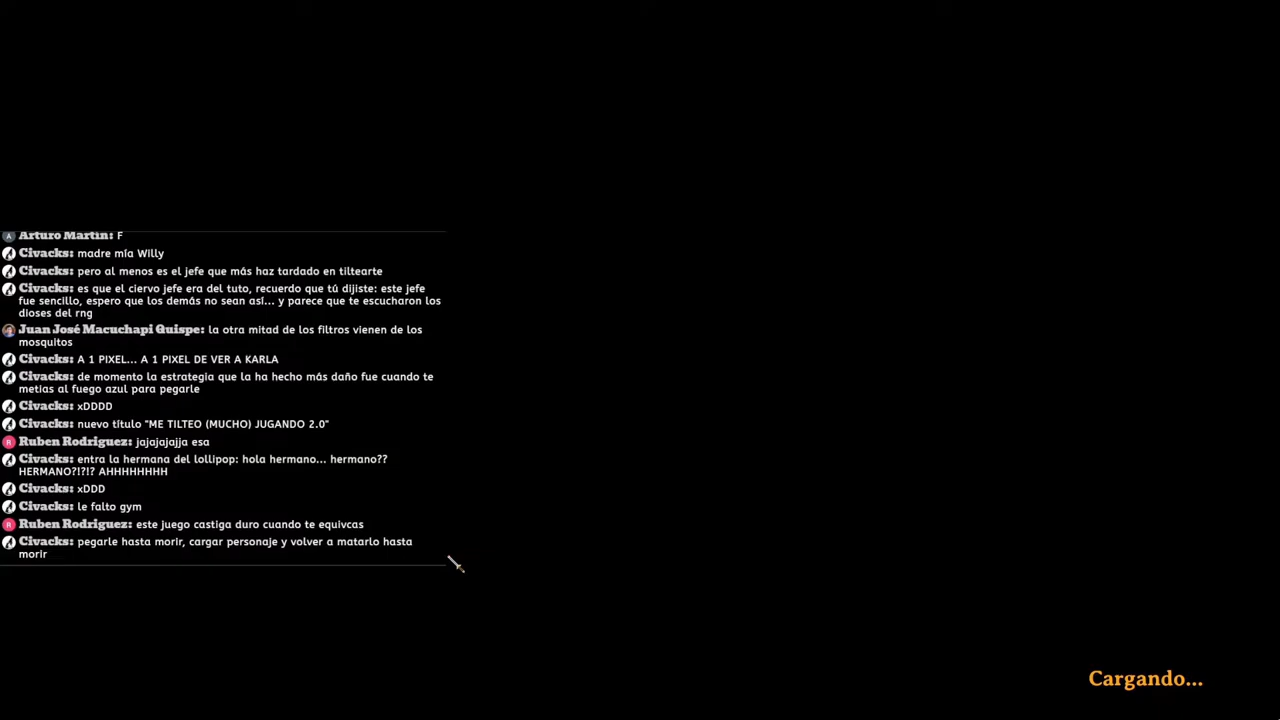 A Arturo Martin: F
Civacks: madre mía Willy
Civacks: pero al menos es el jefe que más haz tardado en tiltearte
Civacks: es que el ciervo jefe era del tuto, recuerdo que tú dijiste: este jefe
fue sencillo, espero que los demás no sean así... y parece que te escucharon los
dioses del rng
Juan José Macuchapi Quispe: la otra mitad de los filtros vienen de los
mosquitos
Civacks: A 1 PIXEL... A 1 PIXEL DE VER A KARLA
Civacks: de momento la estrategia que la ha hecho más daño fue cuando te
metias al fuego azul para pegarle
Civacks: xDDDD
Civacks: nuevo título "ME TILTEO (MUCHO) JUGANDO 2.0"
R Ruben Rodriguez: jajajajajja esa
Civacks: entra la hermana del lollipop: hola hermano... hermano??
HERMANO?!?!? AHHHHHHHH
Civacks: xDDD
Civacks: le falto gym
R Ruben Rodriguez: este juego castiga duro cuando te equivcas
Civacks: pegarle hasta morir, cargar personaje y volver a matarlo hasta
morir
Cargando...